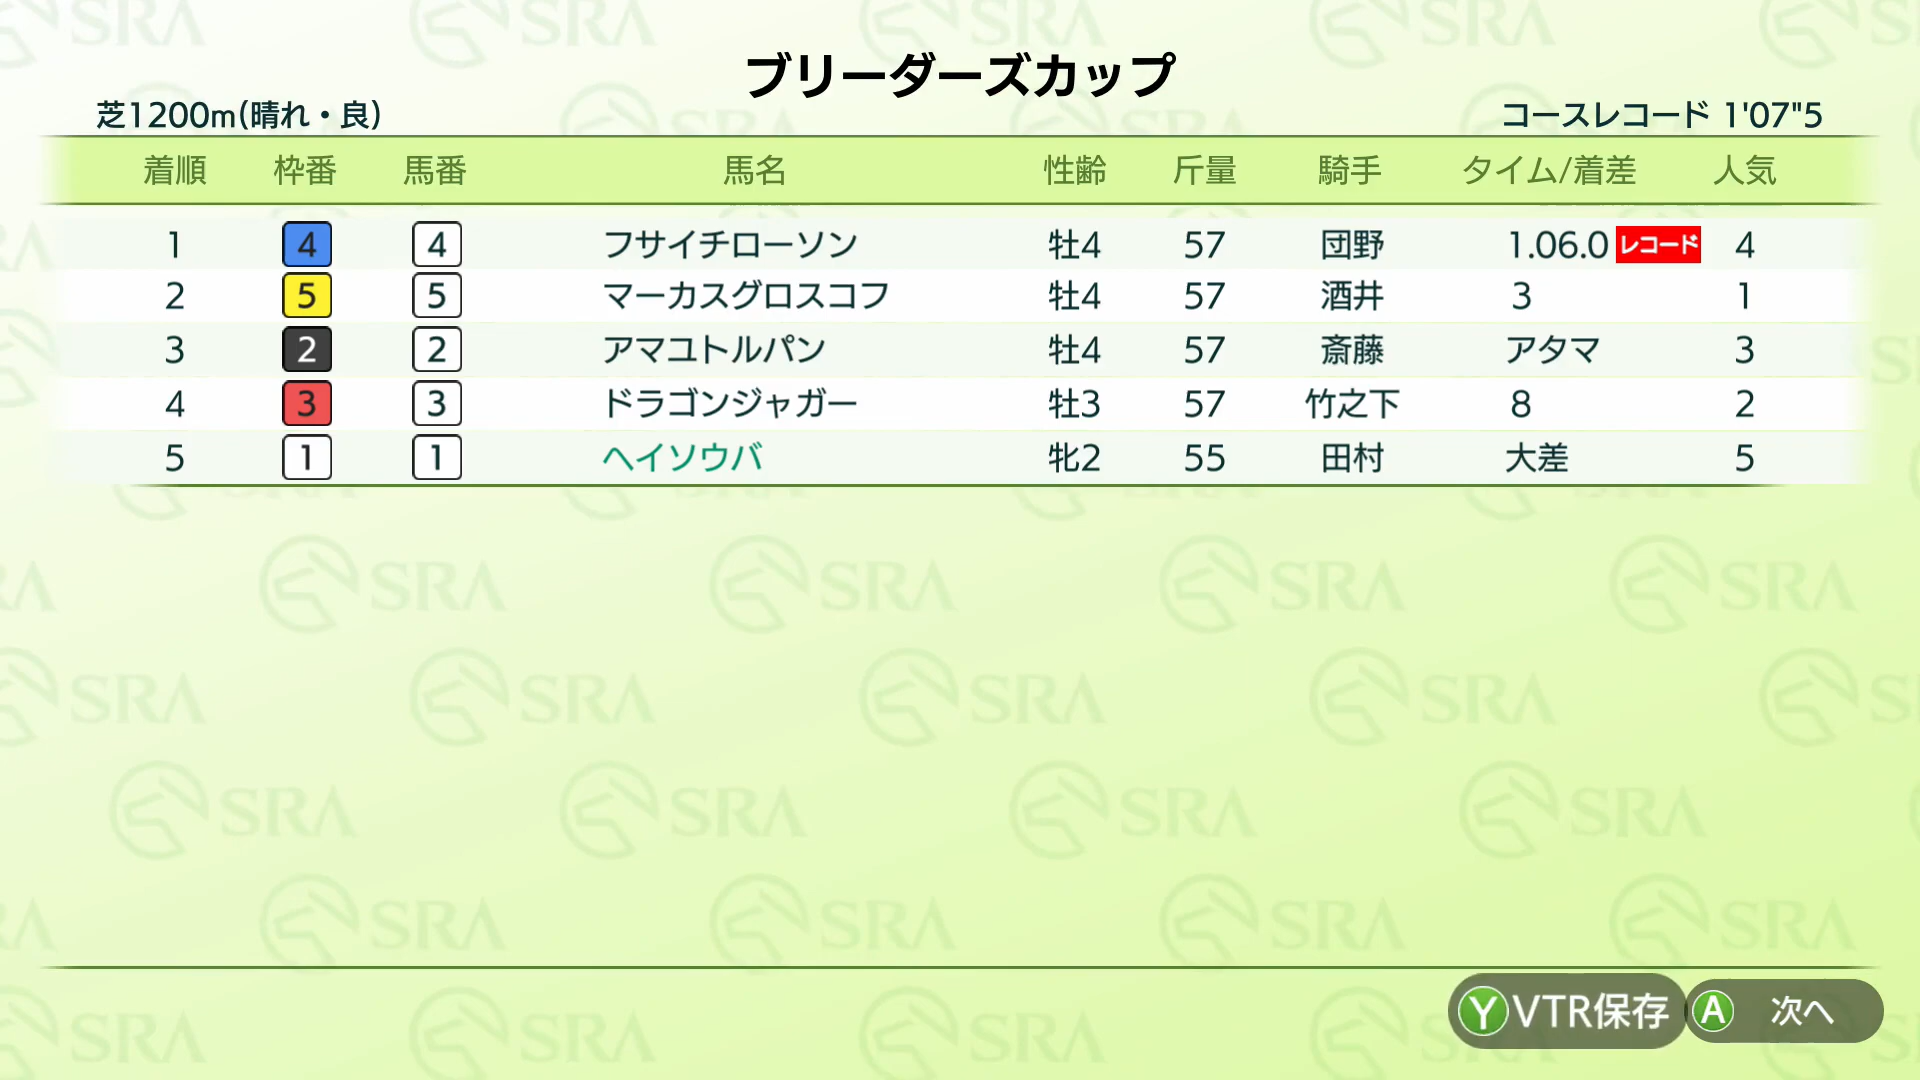 ブリーダーズカップ
芝1200m(晴れ・良) コースレコード 1'07"5
着順 枠番 馬番 馬名 性齢 斤量 騎手 タイム/着差 人気
1 4 4 フサイチローソン 牡4 57 団野 1.06.0 レコード 4
2 5 5 マーカスグロスコフ 牡4 57 酒井 3 1
3 2 2 アマユトルパン 牡4 57 斎藤 アタマ 3
4 3 3 ドラゴンジャガー 牡3 57 竹之下 8 2
5 1 1 ヘイソウバ 牝2 55 田村 大差 5
Y VTR保存 A 次へ